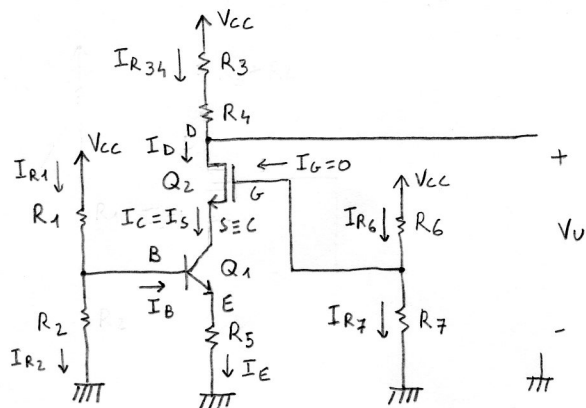 VCC
IR34
R3
R4
D
VCC
ID
IR1
Q2
IG=0
G
VCC
+
R1
IC=IS
S≡C
IR6
R6
VU
B
Q1
IB
E
R2
IR7
R7
R5
-
IR2
IE